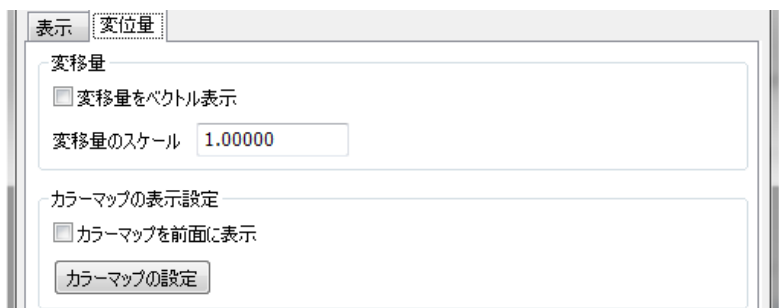 表示 変位量
変移量
変移量をベクトル表示
変移量のスケール 1.00000
カラーマップの表示設定
カラーマップを前面に表示
カラーマップの設定